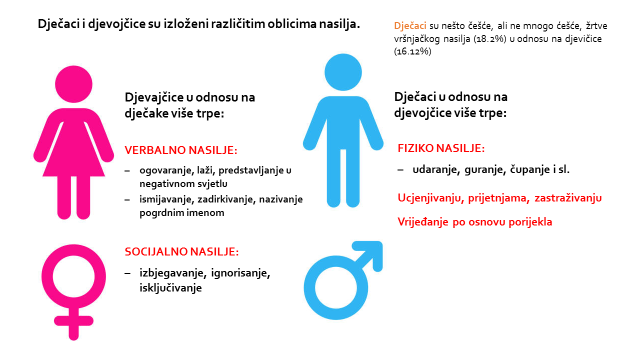 Dječaci i djevojčice su izloženi različitim oblicima nasilja.
Dječaci su nešto češće, ali ne mnogo ćešće, žrtve
vršnjačkog nasilja (18.2%) u odnosu na djevičice
(16.12%)
Djevajčice u odnosu na
dječake više trpe:
VERBALNO NASILJE:
– ogovaranje, laži, predstavljanje u
negativnom svjetlu
– ismijavanje, zadirkivanje, nazivanje
pogrdnim imenom
SOCIJALNO NASILJE:
– izbjegavanje, ignorisanje,
isključivanje
Dječaci u odnosu na
djevojčice više trpe:
FIZIKO NASILJE:
– udaranje, guranje, čupanje i sl.
Ucjenjivanju, prijetnjama, zastraživanju
Vrijeđanje po osnovu porijekla